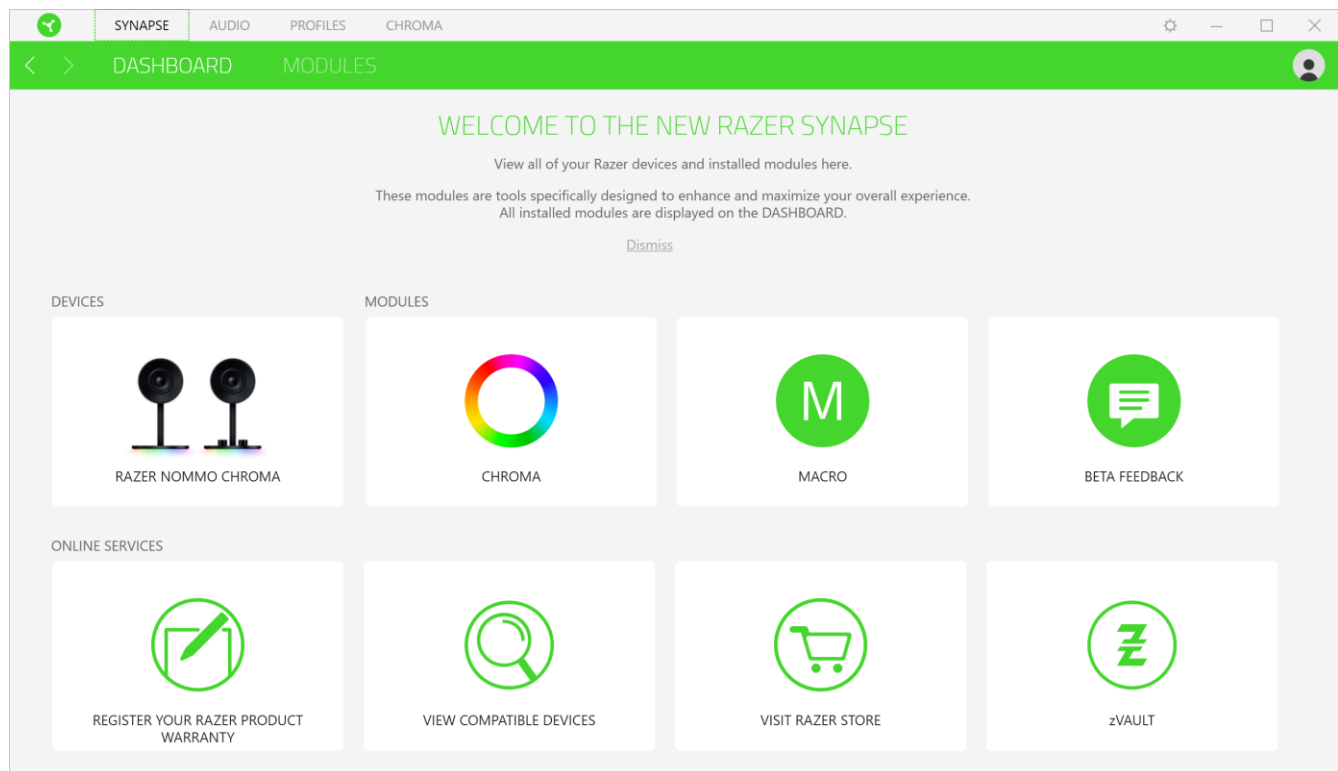 SYNAPSE AUDIO PROFILES CHROMA
DASHBOARD MODULES
WELCOME TO THE NEW RAZER SYNAPSE
View all of your Razer devices and installed modules here.
These modules are tools specifically designed to enhance and maximize your overall experience.
All installed modules are displayed on the DASHBOARD.
Dismiss
DEVICES MODULES
M
RAZER NOMMO CHROMA CHROMA MACRO BETA FEEDBACK
ONLINE SERVICES
REGISTER YOUR RAZER PRODUCT
WARRANTY
VIEW COMPATIBLE DEVICES VISIT RAZER STORE zVAULT